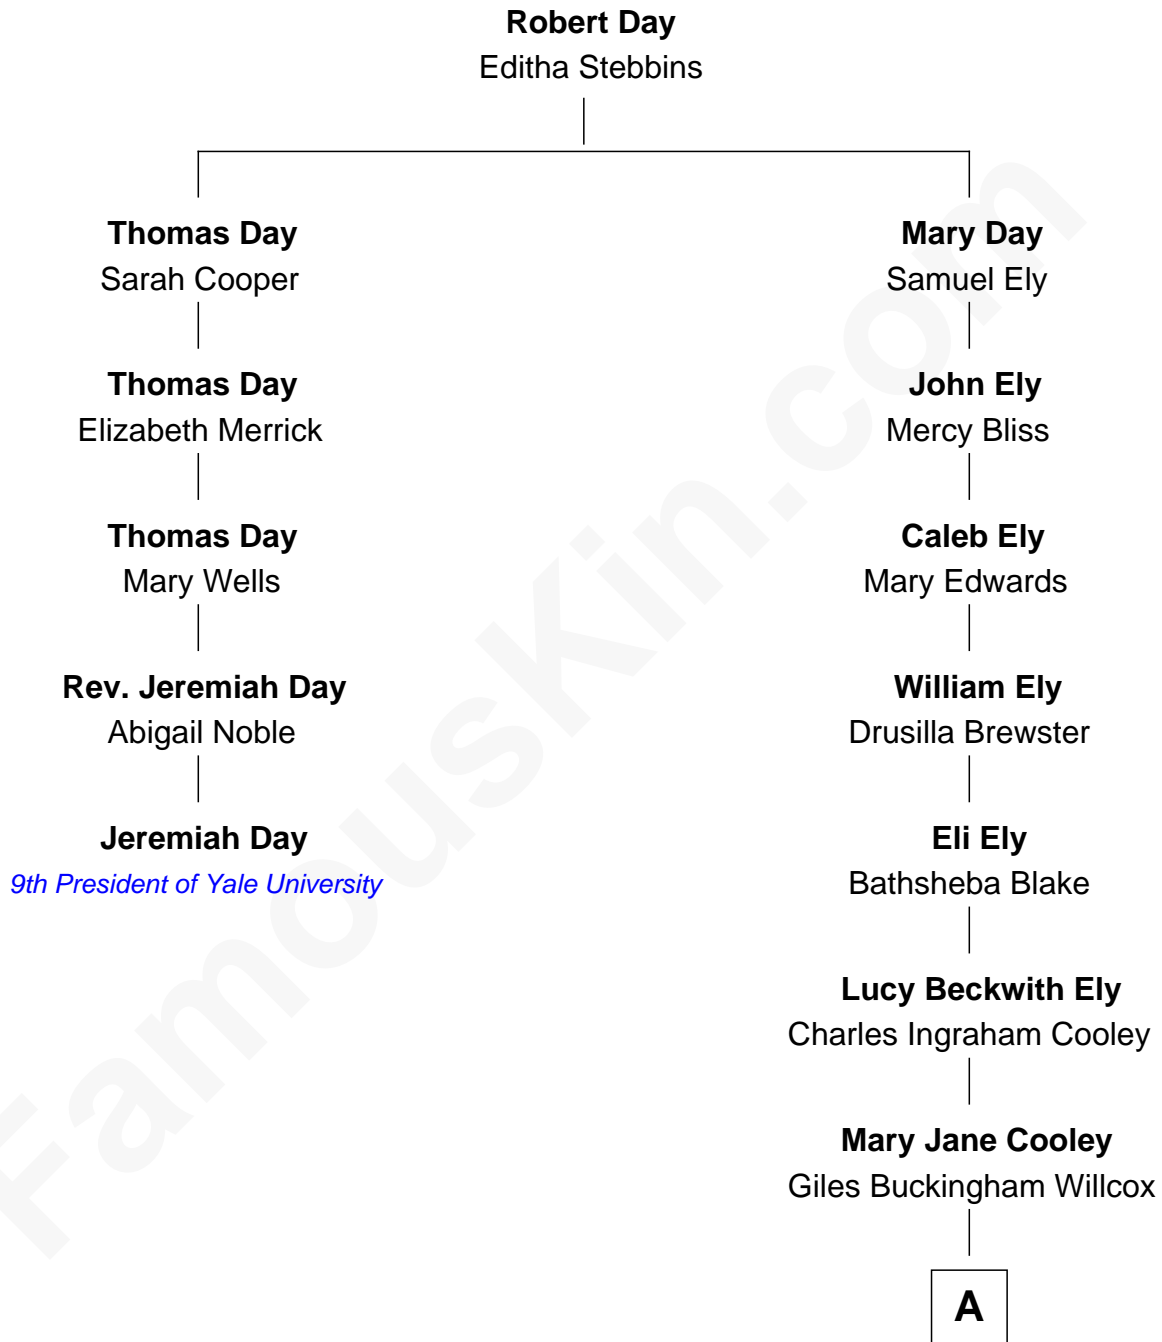 Robert Day
Editha Stebbins
Thomas Day
Sarah Cooper
Mary Day
Samuel Ely
Thomas Day
Elizabeth Merrick
John Ely
Mercy Bliss
Thomas Day
Mary Wells
Caleb Ely
Mary Edwards
Rev. Jeremiah Day
Abigail Noble
William Ely
Drusilla Brewster
Jeremiah Day
9th President of Yale University
Eli Ely
Bathsheba Blake
Lucy Beckwith Ely
Charles Ingraham Cooley
Mary Jane Cooley
Giles Buckingham Willcox
A
FamousKin.com